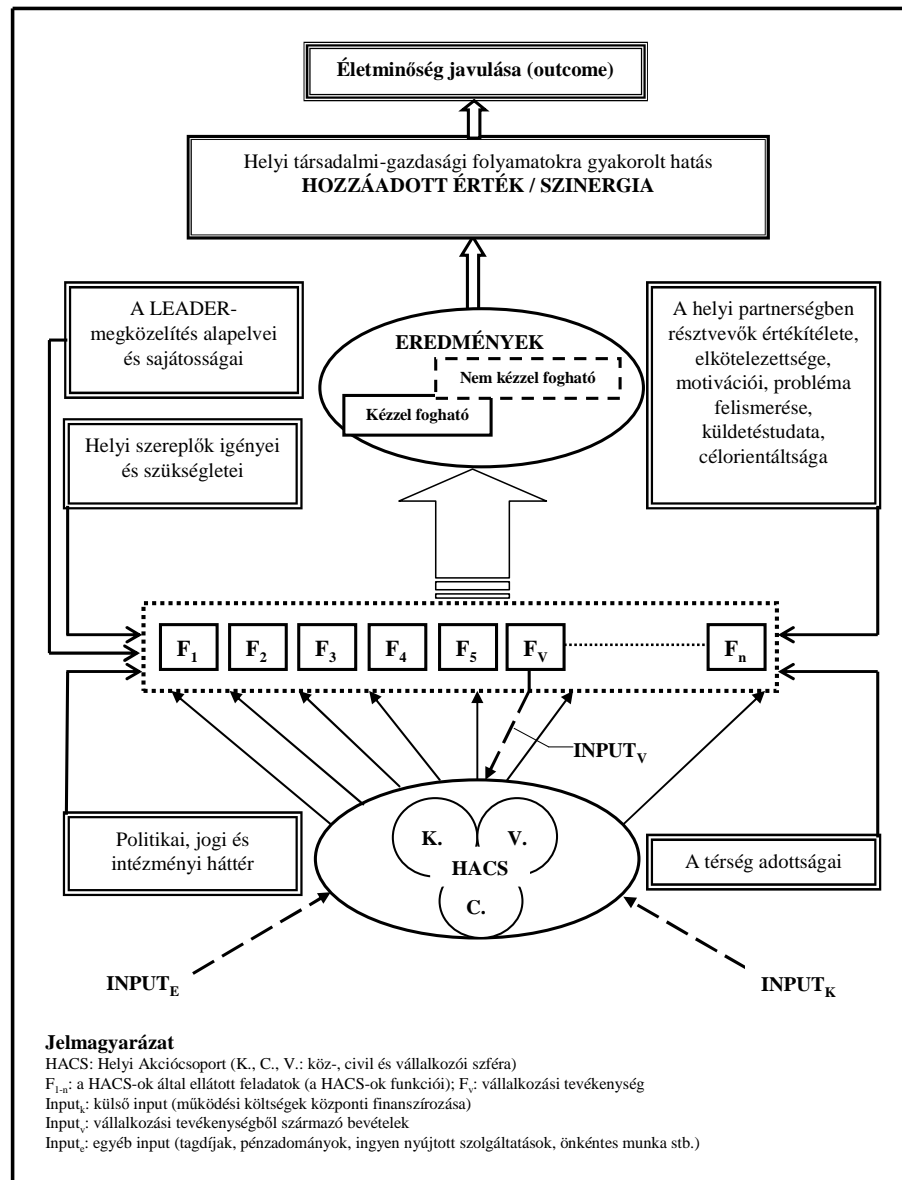 Életminőség javulása (outcome)
Helyi társadalmi-gazdasági folyamatokra gyakorolt hatás
HOZZÁADOTT ÉRTÉK / SZINERGIA
A LEADER-
megközelítés alapelvei
és sajátosságai
EREDMÉNYEK
Nem kézzel fogható
Kézzel fogható
A helyi partnerségben
résztvevők értékítélete,
elkötelezettsége,
motivációi, probléma
felismerése,
küldetéstudata,
célorientáltsága
Helyi szereplők igényei
és szükségletei
F1 F2 F3 F4 F5 FV Fn
INPUTV
Politikai, jogi és
intézményi háttér
K. V.
HACS
C.
A térség adottságai
INPUTE
INPUTK
Jelmagyarázat
HACS: Helyi Akciócsoport (K., C., V.: köz-, civil és vállalkozói szféra)
F1-n: a HACS-ok által ellátott feladatok (a HACS-ok funkciói); Fv: vállalkozási tevékenység
Inputk: külső input (működési költségek központi finanszírozása)
Inputv: vállalkozási tevékenységből származó bevételek
Inpute: egyéb input (tagdíjak, pénzadományok, ingyen nyújtott szolgáltatások, önkéntes munka stb.)